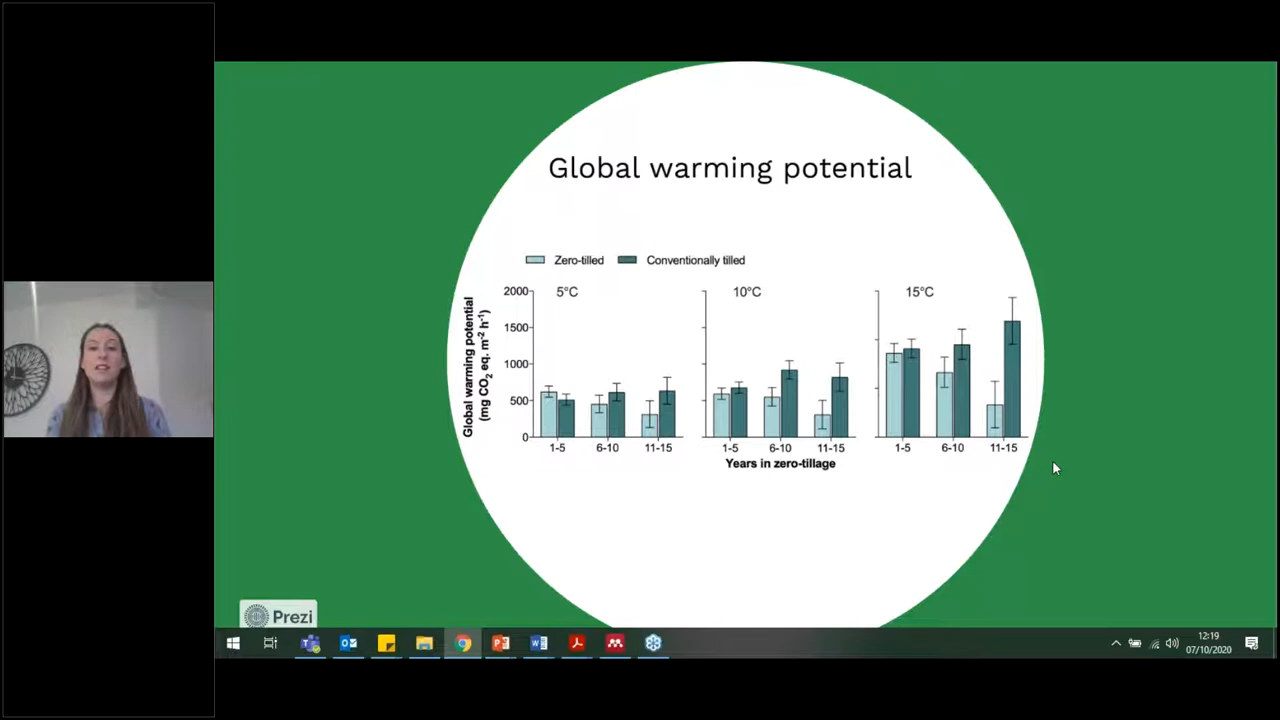 Global warming potential
Zero-tilled
Conventionally tilled
Global warming potential
(mg CO2 eq. m-2 h-1)
2000
1500
1000
500
0
5°C
10°C
15°C
1-5
6-10
11-15
1-5
6-10
11-15
1-5
6-10
11-15
Years in zero-tillage
Prezi
12:19
07/10/2020